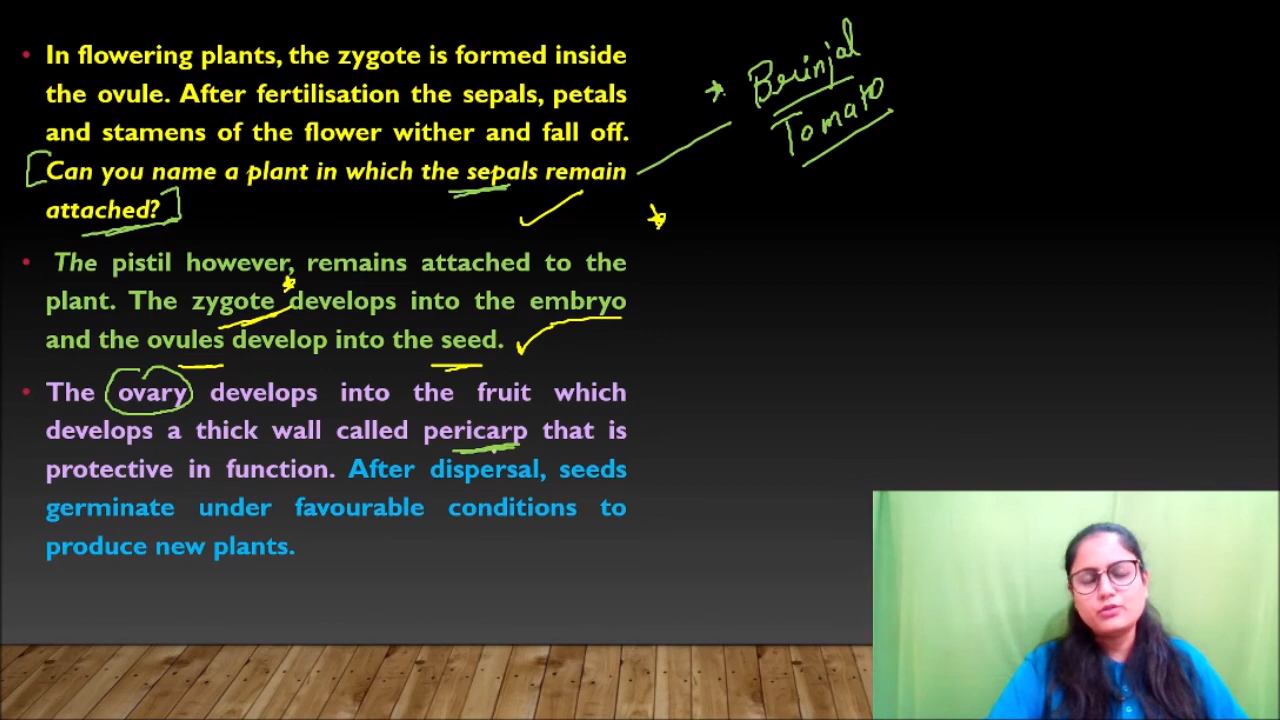 In flowering plants, the zygote is formed inside
the ovule. After fertilisation the sepals, petals
and stamens of the flower wither and fall off.
Can you name a plant in which the sepals remain
attached?
Brinjal
Tomato
The pistil however, remains attached to the
plant. The zygote develops into the embryo
and the ovules develop into the seed.
The ovary develops into the fruit which
develops a thick wall called pericarp that is
protective in function. After dispersal, seeds
germinate under favourable conditions to
produce new plants.